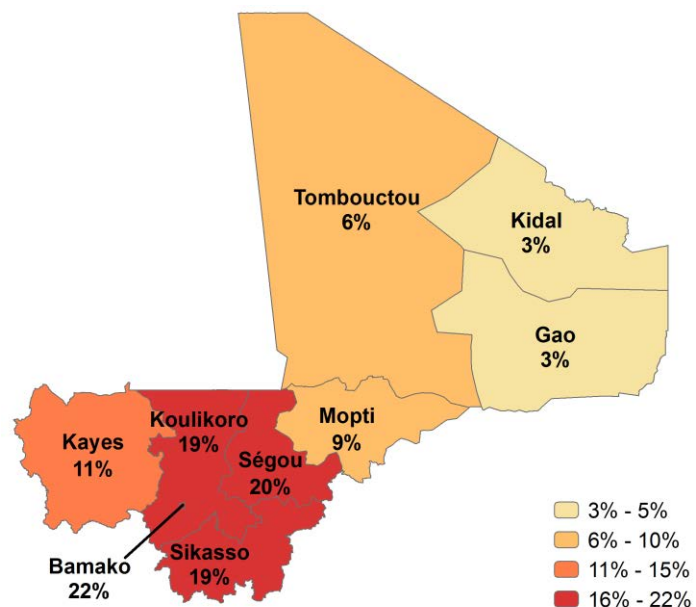 Tombouctou
6%
Kidal
3%
Gao
3%
Mopti
9%
Koulikoro
19%
Kayes
11%
Ségou
20%
Bamako
22%
Sikasso
19%
3% - 5%
6% - 10%
11% - 15%
16% - 22%